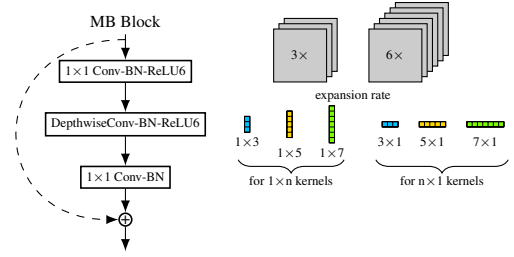 MB Block
1×1 Conv-BN-ReLU6
DepthwiseConv-BN-ReLU6
1×1 Conv-BN
3×
6×
expansion rate
1×3
1×5
1×7
for 1×n kernels
3×1
5×1
7×1
for n×1 kernels